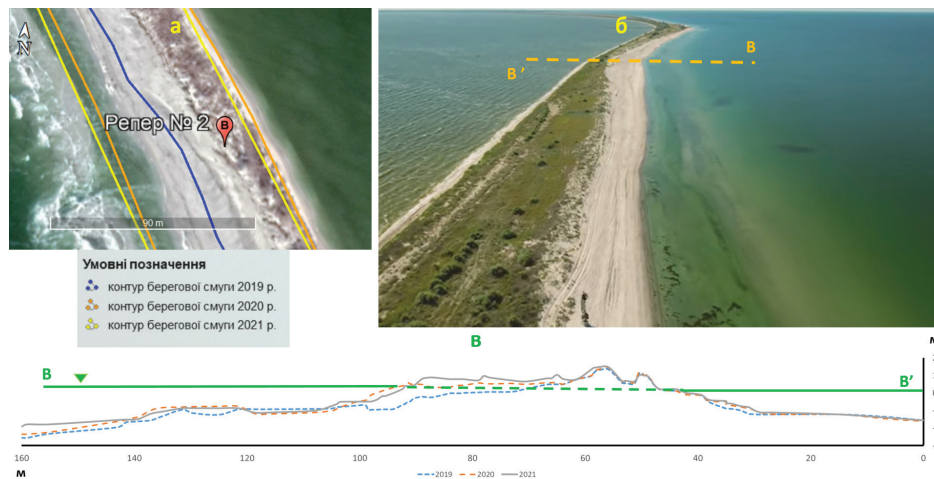 а
N
Репер № 2
B
90 m
Умовні позначення
контур берегової смуги 2019 р.
контур берегової смуги 2020 р.
контур берегової смуги 2021 р.
б
B
B’
В
B
B’
160
140
120
100
80
60
40
20
0
м
2019
2020
2021